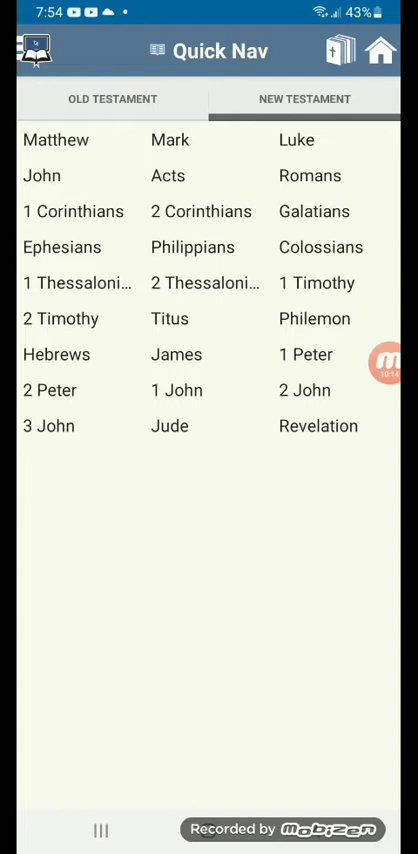 7:54 43%
Quick Nav
OLD TESTAMENT NEW TESTAMENT
Matthew Mark Luke
John Acts Romans
1 Corinthians 2 Corinthians Galatians
Ephesians Philippians Colossians
1 Thessaloni... 2 Thessaloni... 1 Timothy
2 Timothy Titus Philemon
Hebrews James 1 Peter
2 Peter 1 John 2 John
3 John Jude Revelation
m
10:14
Recorded by mobizen